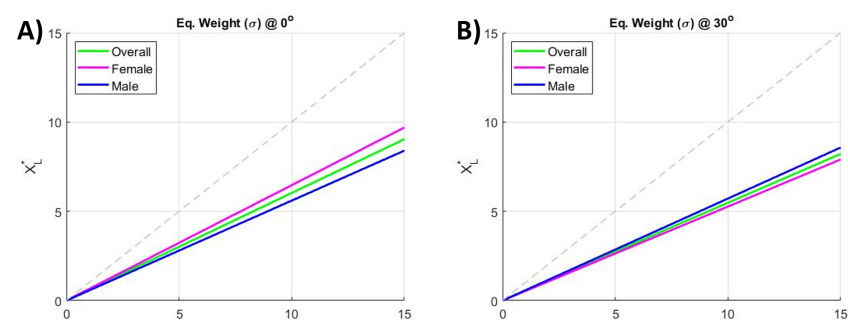 A)
Eq. Weight (σ) @ 0°
Overall
Female
Male
X*L
15
10
5
0
0 5 10 15
B)
Eq. Weight (σ) @ 30°
Overall
Female
Male
X*L
15
10
5
0
0 5 10 15